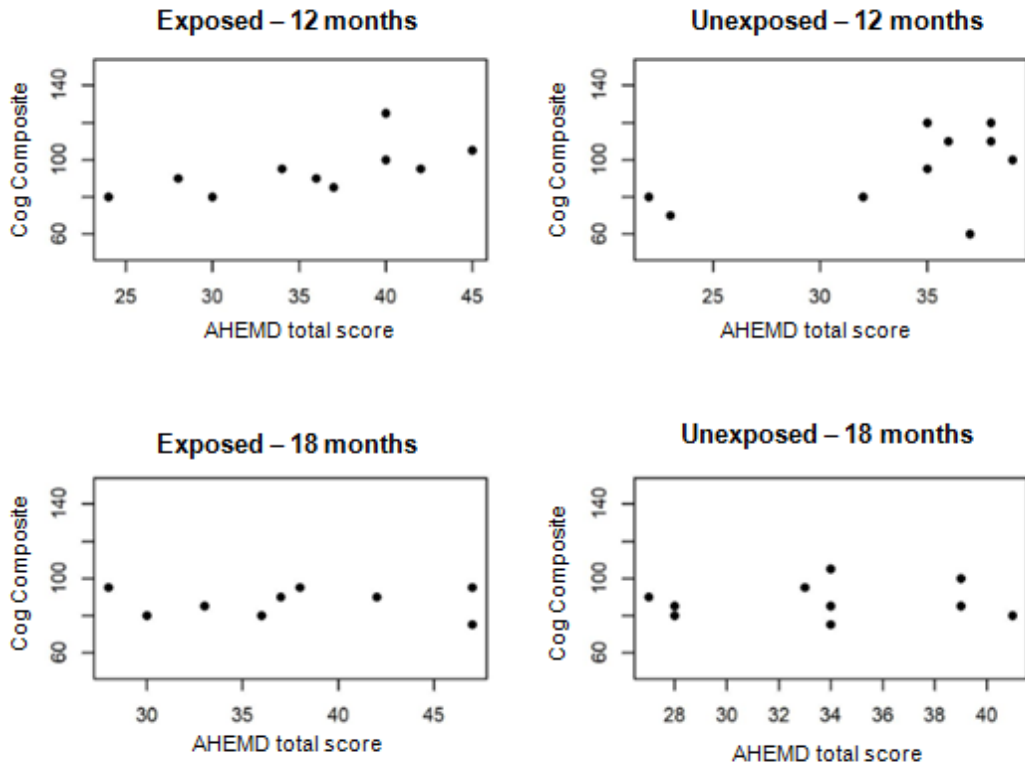 Exposed – 12 months
Cog Composite
140
100
60
25 30 35 40 45
AHEMD total score
Unexposed – 12 months
Cog Composite
140
100
60
25 30 35
AHEMD total score
Exposed – 18 months
Cog Composite
140
100
60
30 35 40 45
AHEMD total score
Unexposed – 18 months
Cog Composite
140
100
60
28 30 32 34 36 38 40
AHEMD total score